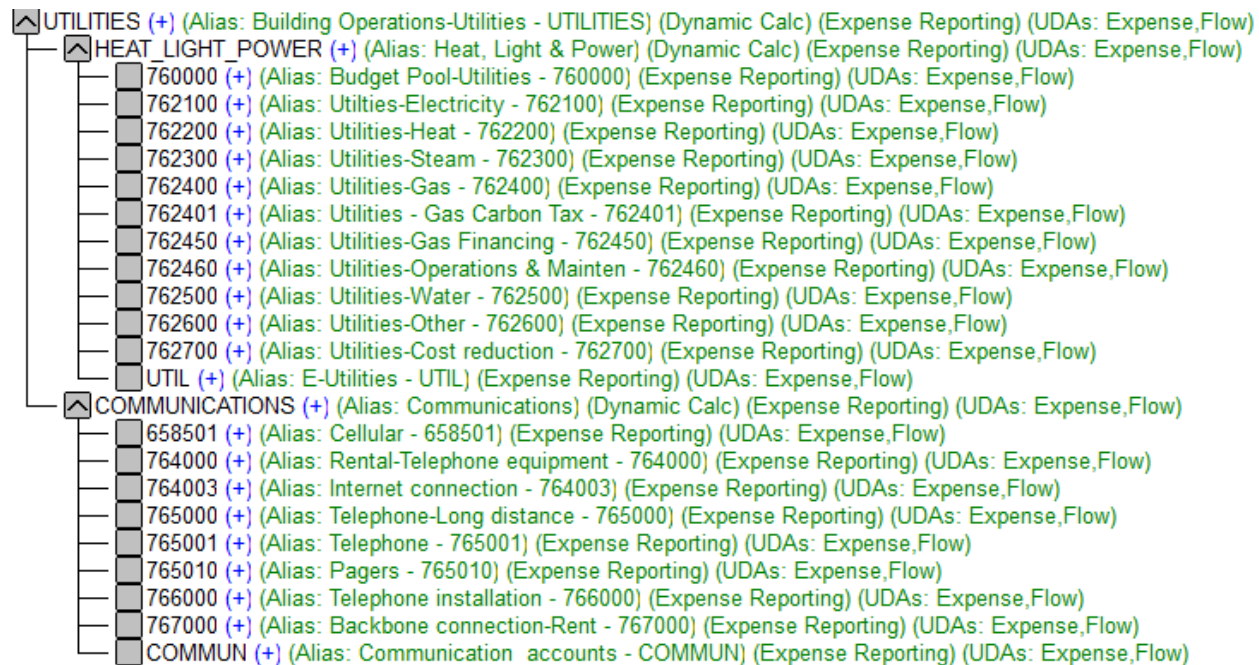 UTILITIES (+) (Alias: Building Operations-Utilities - UTILITIES) (Dynamic Calc) (Expense Reporting) (UDAs: Expense,Flow)
HEAT_LIGHT_POWER (+) (Alias: Heat, Light & Power) (Dynamic Calc) (Expense Reporting) (UDAs: Expense,Flow)
760000 (+) (Alias: Budget Pool-Utilities - 760000) (Expense Reporting) (UDAs: Expense,Flow)
762100 (+) (Alias: Utilties-Electricity - 762100) (Expense Reporting) (UDAs: Expense,Flow)
762200 (+) (Alias: Utilities-Heat - 762200) (Expense Reporting) (UDAs: Expense,Flow)
762300 (+) (Alias: Utilities-Steam - 762300) (Expense Reporting) (UDAs: Expense,Flow)
762400 (+) (Alias: Utilities-Gas - 762400) (Expense Reporting) (UDAs: Expense,Flow)
762401 (+) (Alias: Utilities - Gas Carbon Tax - 762401) (Expense Reporting) (UDAs: Expense,Flow)
762450 (+) (Alias: Utilities-Gas Financing - 762450) (Expense Reporting) (UDAs: Expense,Flow)
762460 (+) (Alias: Utilities-Operations & Mainten - 762460) (Expense Reporting) (UDAs: Expense,Flow)
762500 (+) (Alias: Utilities-Water - 762500) (Expense Reporting) (UDAs: Expense,Flow)
762600 (+) (Alias: Utilities-Other - 762600) (Expense Reporting) (UDAs: Expense,Flow)
762700 (+) (Alias: Utilities-Cost reduction - 762700) (Expense Reporting) (UDAs: Expense,Flow)
UTIL (+) (Alias: E-Utilities - UTIL) (Expense Reporting) (UDAs: Expense,Flow)
COMMUNICATIONS (+) (Alias: Communications) (Dynamic Calc) (Expense Reporting) (UDAs: Expense,Flow)
658501 (+) (Alias: Cellular - 658501) (Expense Reporting) (UDAs: Expense,Flow)
764000 (+) (Alias: Rental-Telephone equipment - 764000) (Expense Reporting) (UDAs: Expense,Flow)
764003 (+) (Alias: Internet connection - 764003) (Expense Reporting) (UDAs: Expense,Flow)
765000 (+) (Alias: Telephone-Long distance - 765000) (Expense Reporting) (UDAs: Expense,Flow)
765001 (+) (Alias: Telephone - 765001) (Expense Reporting) (UDAs: Expense,Flow)
765010 (+) (Alias: Pagers - 765010) (Expense Reporting) (UDAs: Expense,Flow)
766000 (+) (Alias: Telephone installation - 766000) (Expense Reporting) (UDAs: Expense,Flow)
767000 (+) (Alias: Backbone connection-Rent - 767000) (Expense Reporting) (UDAs: Expense,Flow)
COMMUN (+) (Alias: Communication  accounts - COMMUN) (Expense Reporting) (UDAs: Expense,Flow)